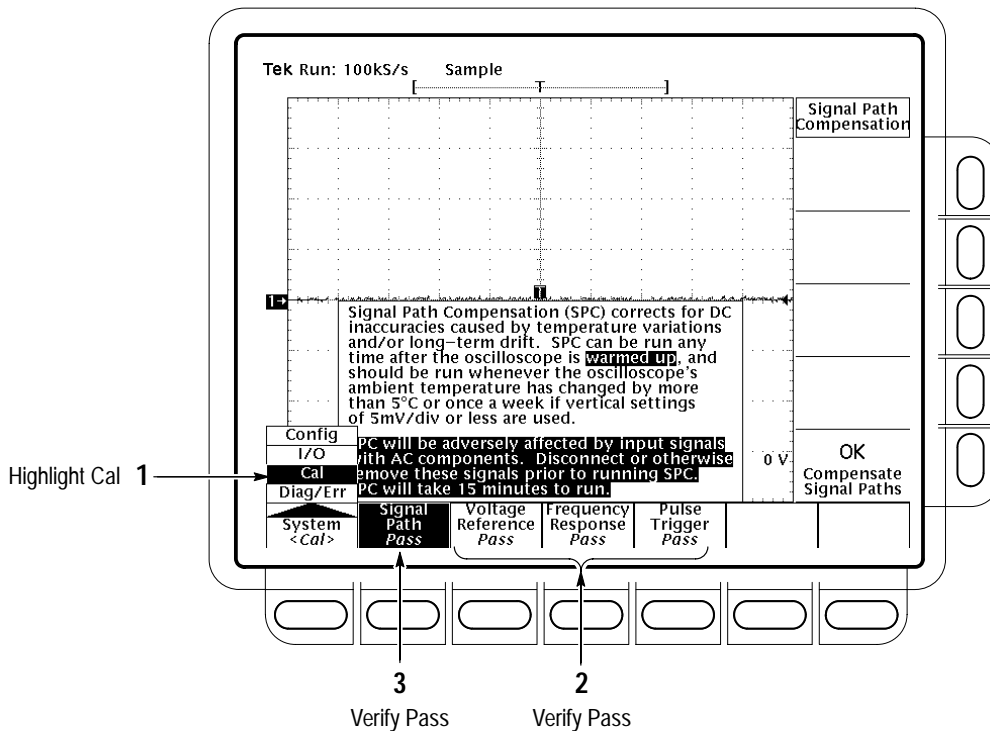 Tek Run: 100kS/s Sample
[ T ]
Signal Path
Compensation
1→
Signal Path Compensation (SPC) corrects for DC
inaccuracies caused by temperature variations
and/or long–term drift. SPC can be run any
time after the oscilloscope is warmed up, and
should be run whenever the oscilloscope's
ambient temperature has changed by more
than 5°C or once a week if vertical settings
of 5mV/div or less are used.
PC will be adversely affected by input signals
with AC components. Disconnect or otherwise
emove these signals prior to running SPC.
PC will take 15 minutes to run.
0 V
OK
Compensate
Signal Paths
Config
I/O
Cal
Diag/Err
Highlight Cal 1
System
<Cal>
Signal
Path
Pass
Voltage
Reference
Pass
Frequency
Response
Pass
Pulse
Trigger
Pass
3
Verify Pass
2
Verify Pass